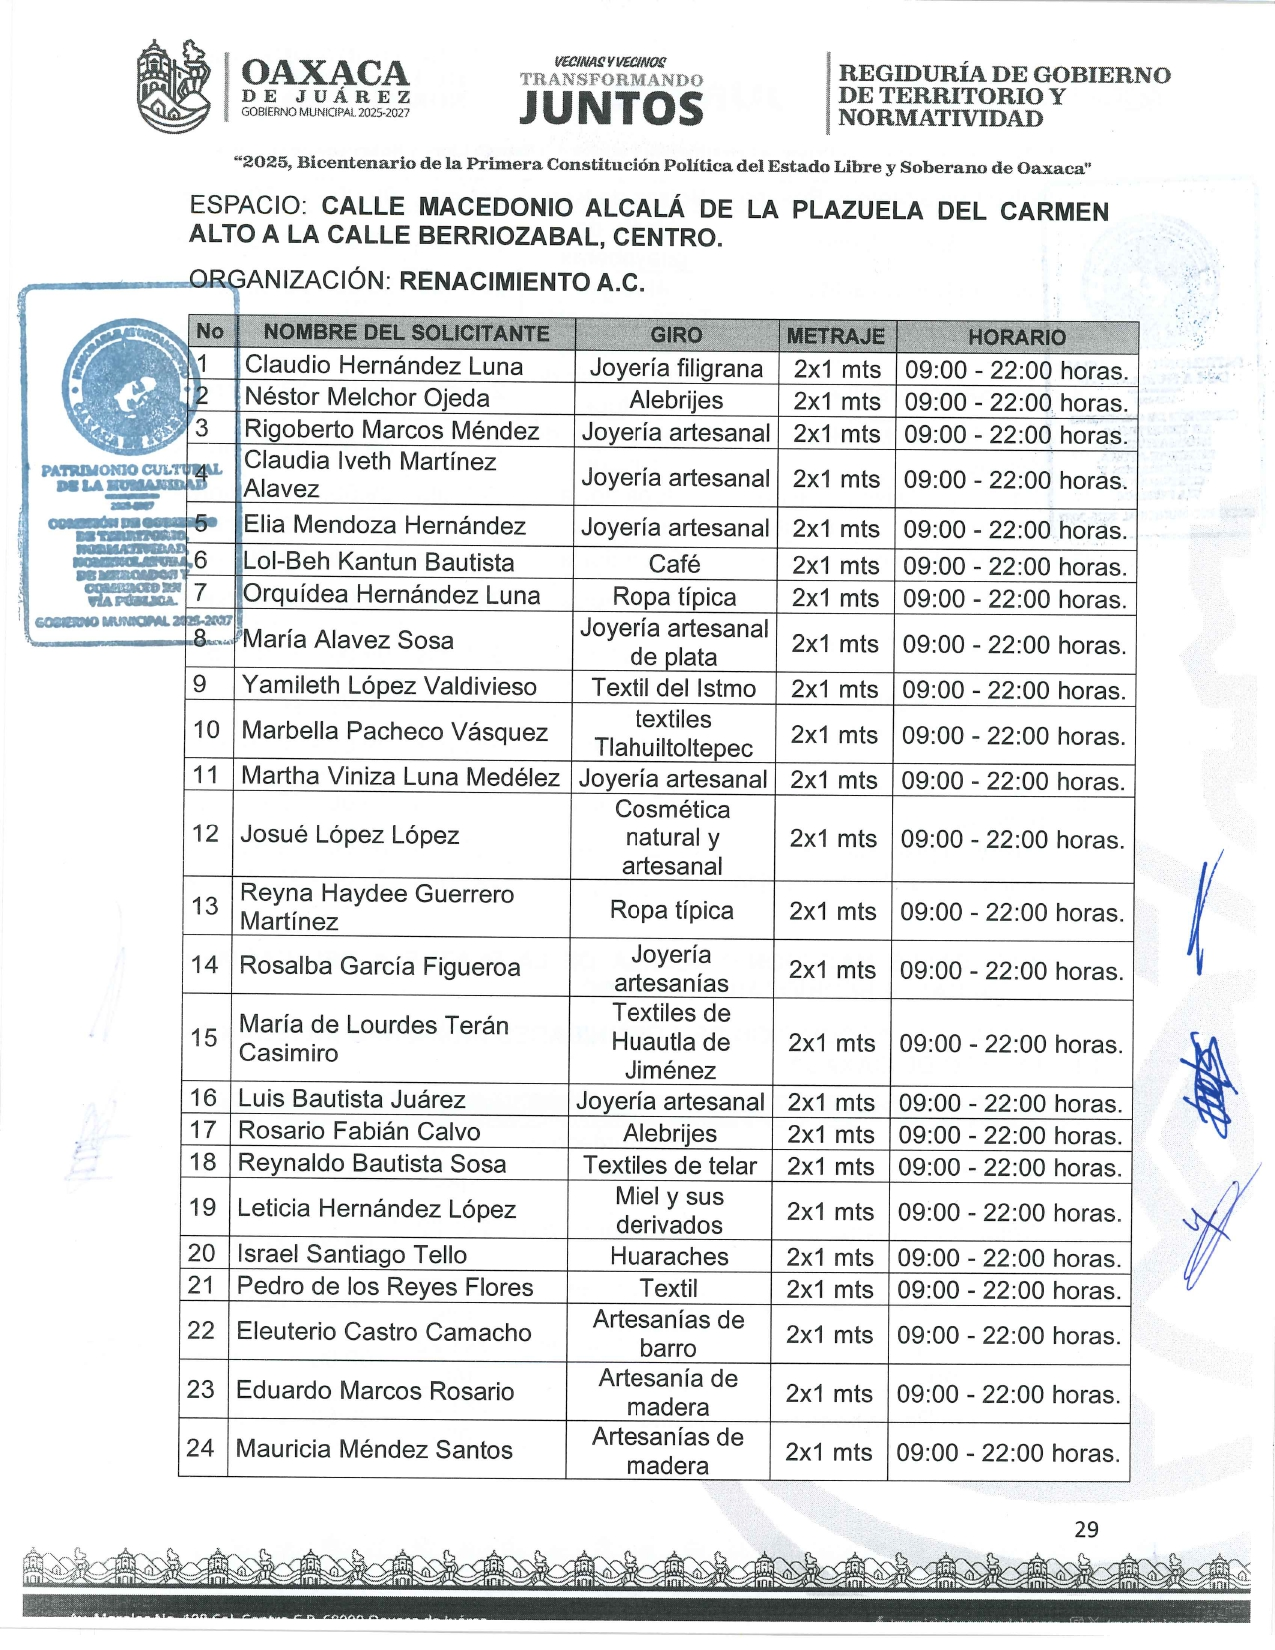 OAXACA
DE JUÁREZ
GOBIERNO MUNICIPAL 2025-2027
VECINAS Y VECINOS
TRANSFORMANDO
JUNTOS
REGIDURÍA DE GOBIERNO
DE TERRITORIO Y
NORMATIVIDAD
“2025, Bicentenario de la Primera Constitución Política del Estado Libre y Soberano de Oaxaca"
ESPACIO: CALLE MACEDONIO ALCALÁ DE LA PLAZUELA DEL CARMEN
ALTO A LA CALLE BERRIOZABAL, CENTRO.
ORGANIZACIÓN: RENACIMIENTO A.C.
PATRIMONIO CULTURAL
DE LA HUMANIDAD
COMISIÓN DE GOBIERNO
DE TERRITORIO,
NORMATIVIDAD,
NOMENCLATURA,
DE MERCADOS Y
COMERCIO EN
VÍA PÚBLICA.
GOBIERNO MUNICIPAL 2025-2027
No NOMBRE DEL SOLICITANTE GIRO METRAJE HORARIO
1 Claudio Hernández Luna Joyería filigrana 2x1 mts 09:00 - 22:00 horas.
2 Néstor Melchor Ojeda Alebrijes 2x1 mts 09:00 - 22:00 horas.
3 Rigoberto Marcos Méndez Joyería artesanal 2x1 mts 09:00 - 22:00 horas.
4 Claudia Iveth Martínez
Alavez Joyería artesanal 2x1 mts 09:00 - 22:00 horas.
5 Elia Mendoza Hernández Joyería artesanal 2x1 mts 09:00 - 22:00 horas.
6 Lol-Beh Kantun Bautista Café 2x1 mts 09:00 - 22:00 horas.
7 Orquídea Hernández Luna Ropa típica 2x1 mts 09:00 - 22:00 horas.
8 María Alavez Sosa Joyería artesanal
de plata 2x1 mts 09:00 - 22:00 horas.
9 Yamileth López Valdivieso Textil del Istmo 2x1 mts 09:00 - 22:00 horas.
10 Marbella Pacheco Vásquez textiles
Tlahuiltoltepec 2x1 mts 09:00 - 22:00 horas.
11 Martha Viniza Luna Medélez Joyería artesanal 2x1 mts 09:00 - 22:00 horas.
12 Josué López López Cosmética
natural y
artesanal 2x1 mts 09:00 - 22:00 horas.
13 Reyna Haydee Guerrero
Martínez Ropa típica 2x1 mts 09:00 - 22:00 horas.
14 Rosalba García Figueroa Joyería
artesanías 2x1 mts 09:00 - 22:00 horas.
15 María de Lourdes Terán
Casimiro Textiles de
Huautla de
Jiménez 2x1 mts 09:00 - 22:00 horas.
16 Luis Bautista Juárez Joyería artesanal 2x1 mts 09:00 - 22:00 horas.
17 Rosario Fabián Calvo Alebrijes 2x1 mts 09:00 - 22:00 horas.
18 Reynaldo Bautista Sosa Textiles de telar 2x1 mts 09:00 - 22:00 horas.
19 Leticia Hernández López Miel y sus
derivados 2x1 mts 09:00 - 22:00 horas.
20 Israel Santiago Tello Huaraches 2x1 mts 09:00 - 22:00 horas.
21 Pedro de los Reyes Flores Textil 2x1 mts 09:00 - 22:00 horas.
22 Eleuterio Castro Camacho Artesanías de
barro 2x1 mts 09:00 - 22:00 horas.
23 Eduardo Marcos Rosario Artesanía de
madera 2x1 mts 09:00 - 22:00 horas.
24 Mauricia Méndez Santos Artesanías de
madera 2x1 mts 09:00 - 22:00 horas.
29